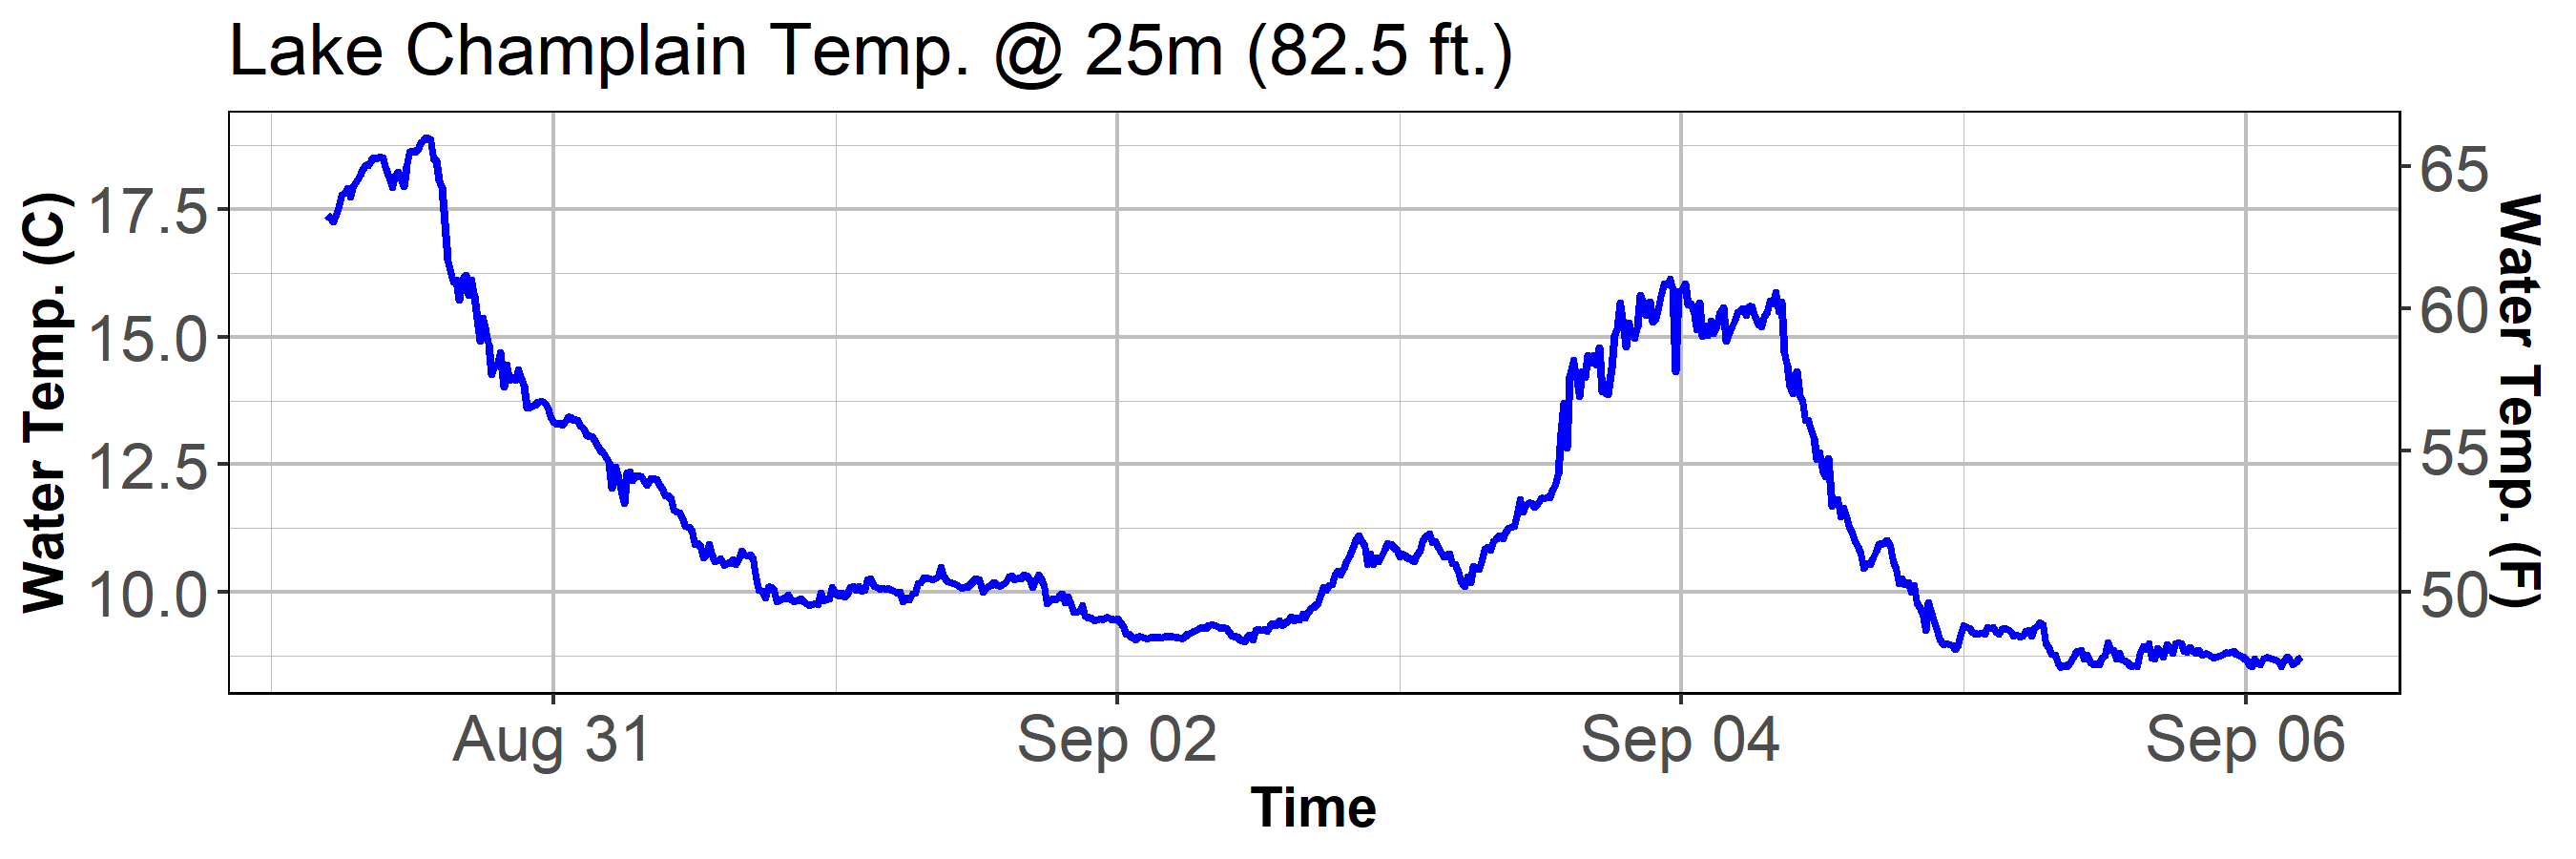 Lake Champlain Temp. @ 25m (82.5 ft.)
Water Temp. (C)
17.5
15.0
12.5
10.0
65
60
55
50
Water Temp. (F)
Aug 31
Sep 02
Sep 04
Sep 06
Time